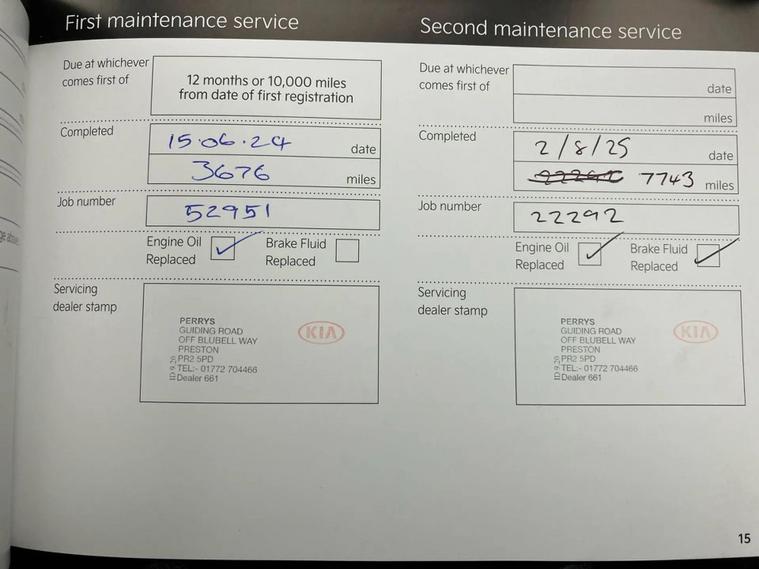 First maintenance service
Due at whichever
comes first of
12 months or 10,000 miles
from date of first registration
Completed
15.06.24 date
3676 miles
Job number
52951
Engine Oil
Replaced
Brake Fluid
Replaced
Servicing
dealer stamp
PERRYS
GUIDING ROAD
OFF BLUBELL WAY
PRESTON
PR2 5PD
TEL:- 01772 704466
Dealer 661
KIA
Second maintenance service
Due at whichever
comes first of
date
miles
Completed
2/8/25 date
7743 miles
Job number
22292
Engine Oil
Replaced
Brake Fluid
Replaced
Servicing
dealer stamp
PERRYS
GUIDING ROAD
OFF BLUBELL WAY
PRESTON
PR2 5PD
TEL:- 01772 704466
Dealer 661
KIA
15